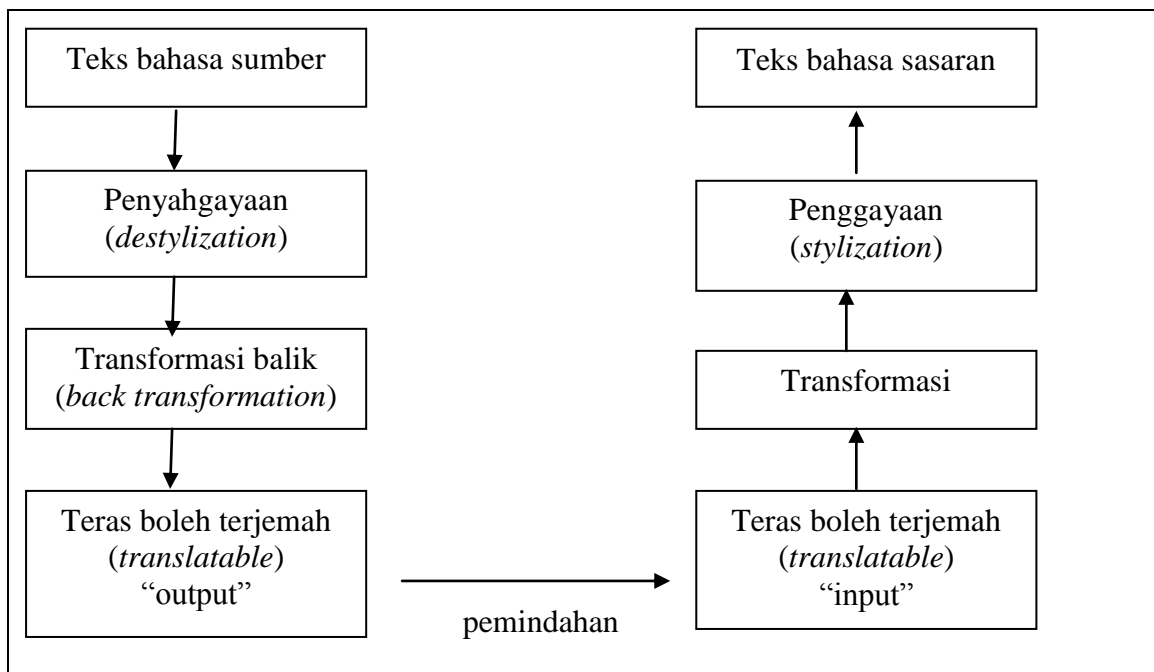 Teks bahasa sumber
Penyahgayaan
(destylization)
Transformasi balik
(back transformation)
Teras boleh terjemah
(translatable)
“output”
pemindahan
Teks bahasa sasaran
Penggayaan
(stylization)
Transformasi
Teras boleh terjemah
(translatable)
“input”